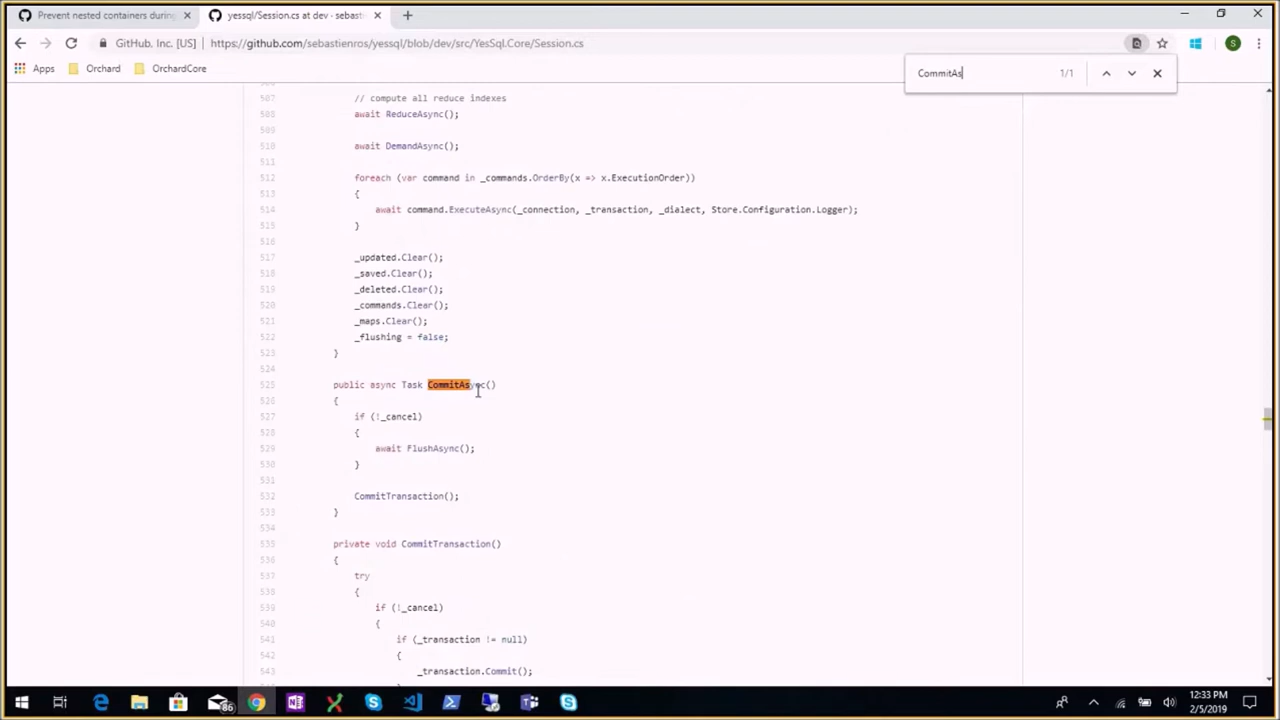 Prevent nested containers during
yessql/Session.cs at dev · sebasti
GitHub, Inc. [US]
https://github.com/sebastienros/yessql/blob/dev/src/YesSql.Core/Session.cs
S
Apps
Orchard
OrchardCore
CommitAs
1/1
507 // compute all reduce indexes
508 await ReduceAsync();
509
510 await DemandAsync();
511
512 foreach (var command in _commands.OrderBy(x => x.ExecutionOrder))
513 {
514 await command.ExecuteAsync(_connection, _transaction, _dialect, Store.Configuration.Logger);
515 }
516
517 _updated.Clear();
518 _saved.Clear();
519 _deleted.Clear();
520 _commands.Clear();
521 _maps.Clear();
522 _flushing = false;
523 }
524
525 public async Task CommitAsync()
526 {
527 if (!_cancel)
528 {
529 await FlushAsync();
530 }
531
532 CommitTransaction();
533 }
534
535 private void CommitTransaction()
536 {
537 try
538 {
539 if (!_cancel)
540 {
541 if (_transaction != null)
542 {
543 _transaction.Commit();
86
12:33 PM
2/5/2019